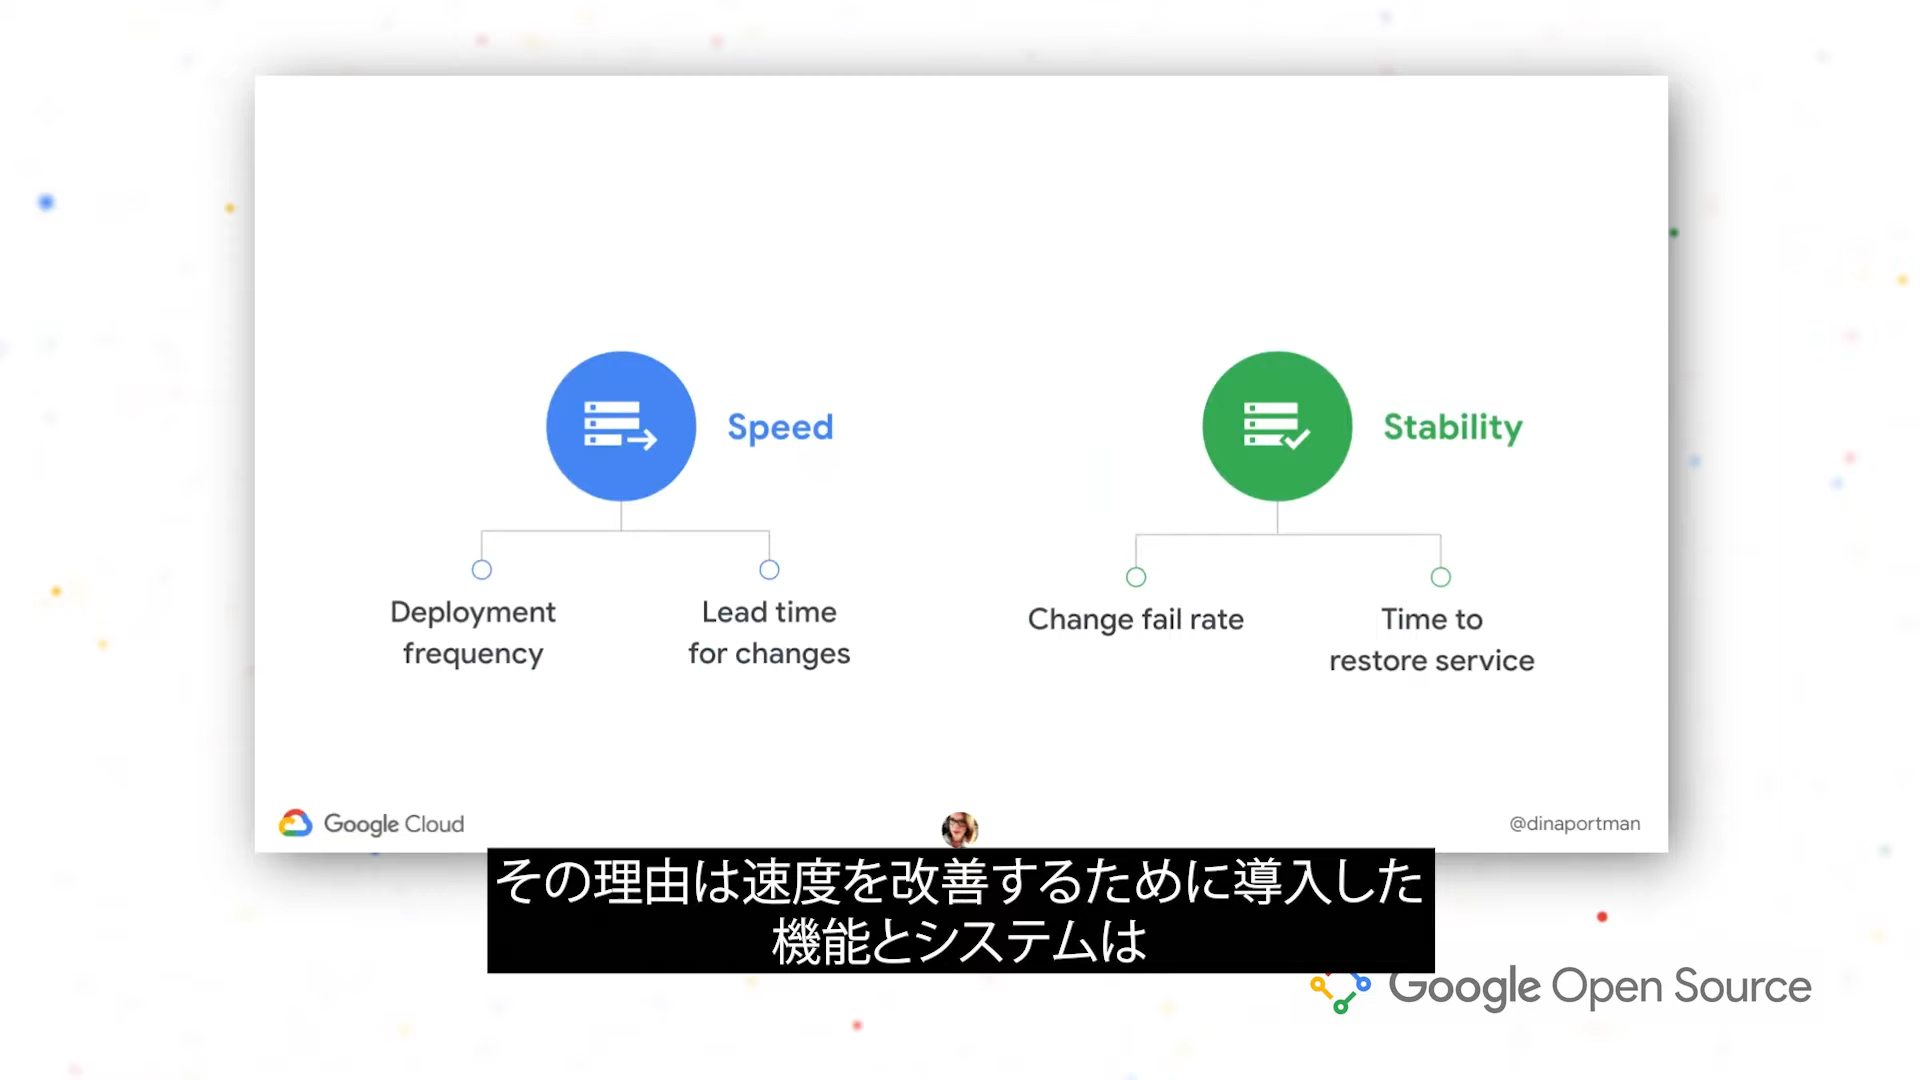 Speed
Deployment
frequency
Lead time
for changes
Stability
Change fail rate
Time to
restore service
Google Cloud
@dinaportman
その理由は速度を改善するために導入した
機能とシステムは
Google Open Source